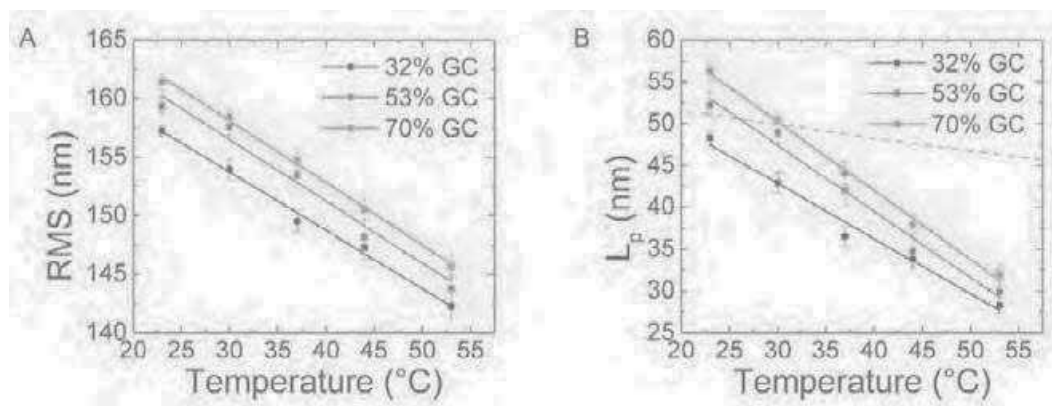 A
RMS (nm)
165
160
155
150
145
140
32% GC
53% GC
70% GC
20 25 30 35 40 45 50 55
Temperature (°C)
B
Lp (nm)
60
55
50
45
40
35
30
25
32% GC
53% GC
70% GC
20 25 30 35 40 45 50 55
Temperature (°C)